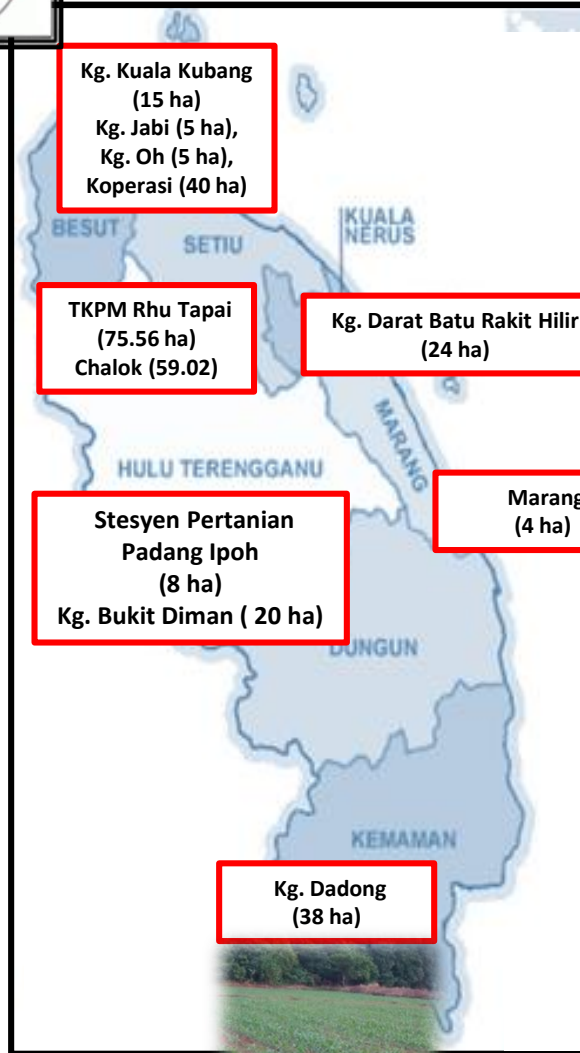 Kg. Kuala Kubang
(15 ha)
Kg. Jabi (5 ha),
Kg. Oh (5 ha),
Koperasi (40 ha)
BESUT
SETIU
KUALA
NERUS
TKPM Rhu Tapai
(75.56 ha)
Chalok (59.02)
Kg. Darat Batu Rakit Hilir
(24 ha)
MARANG
HULU TERENGGANU
Marang
(4 ha)
Stesyen Pertanian
Padang Ipoh
(8 ha)
Kg. Bukit Diman ( 20 ha)
DUNGUN
KEMAMAN
Kg. Dadong
(38 ha)